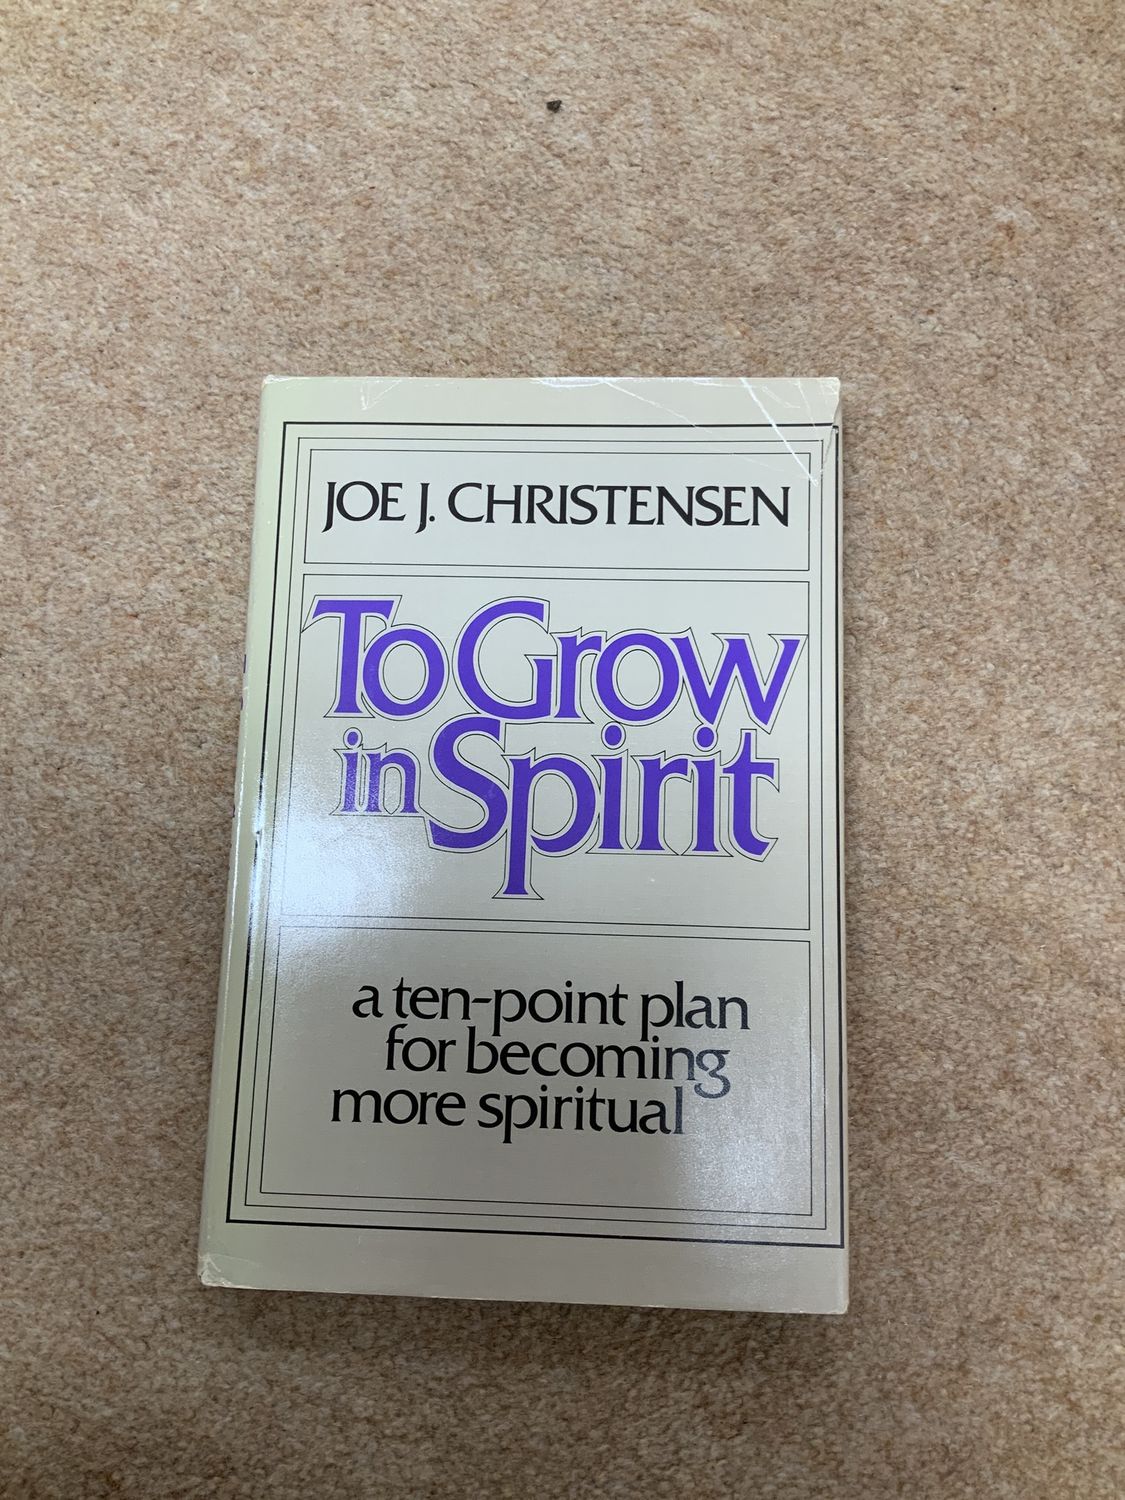 JOE J. CHRISTENSEN
To Grow
in Spirit
a ten-point plan
for becoming
more spiritual